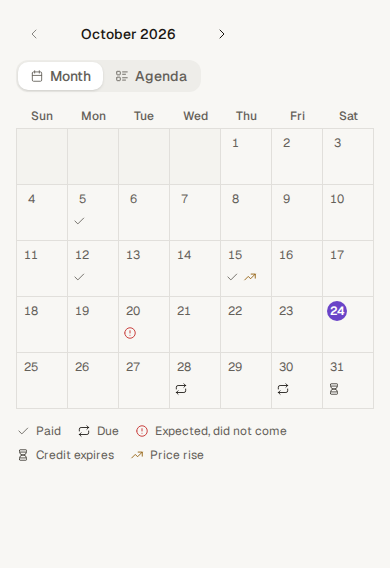 October 2026
Month Agenda
Sun Mon Tue Wed Thu Fri Sat
1 2 3
4 5 6 7 8 9 10
11 12 13 14 15 16 17
18 19 20 21 22 23 24
25 26 27 28 29 30 31
Paid Due Expected, did not come
Credit expires Price rise